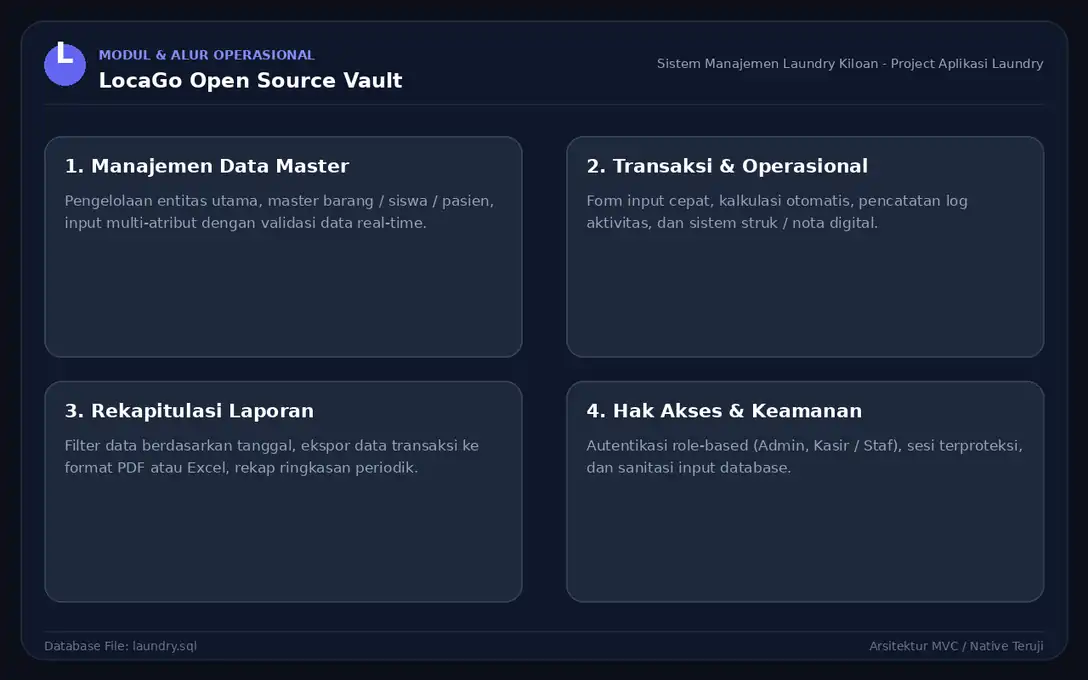 L
MODUL & ALUR OPERASIONAL
LocaGo Open Source Vault
Sistem Manajemen Laundry Kiloan - Project Aplikasi Laundry
1. Manajemen Data Master
Pengelolaan entitas utama, master barang / siswa / pasien,
input multi-atribut dengan validasi data real-time.
2. Transaksi & Operasional
Form input cepat, kalkulasi otomatis, pencatatan log
aktivitas, dan sistem struk / nota digital.
3. Rekapitulasi Laporan
Filter data berdasarkan tanggal, ekspor data transaksi ke
format PDF atau Excel, rekap ringkasan periodik.
4. Hak Akses & Keamanan
Autentikasi role-based (Admin, Kasir / Staf), sesi terproteksi,
dan sanitasi input database.
Database File: laundry.sql
Arsitektur MVC / Native Teruji